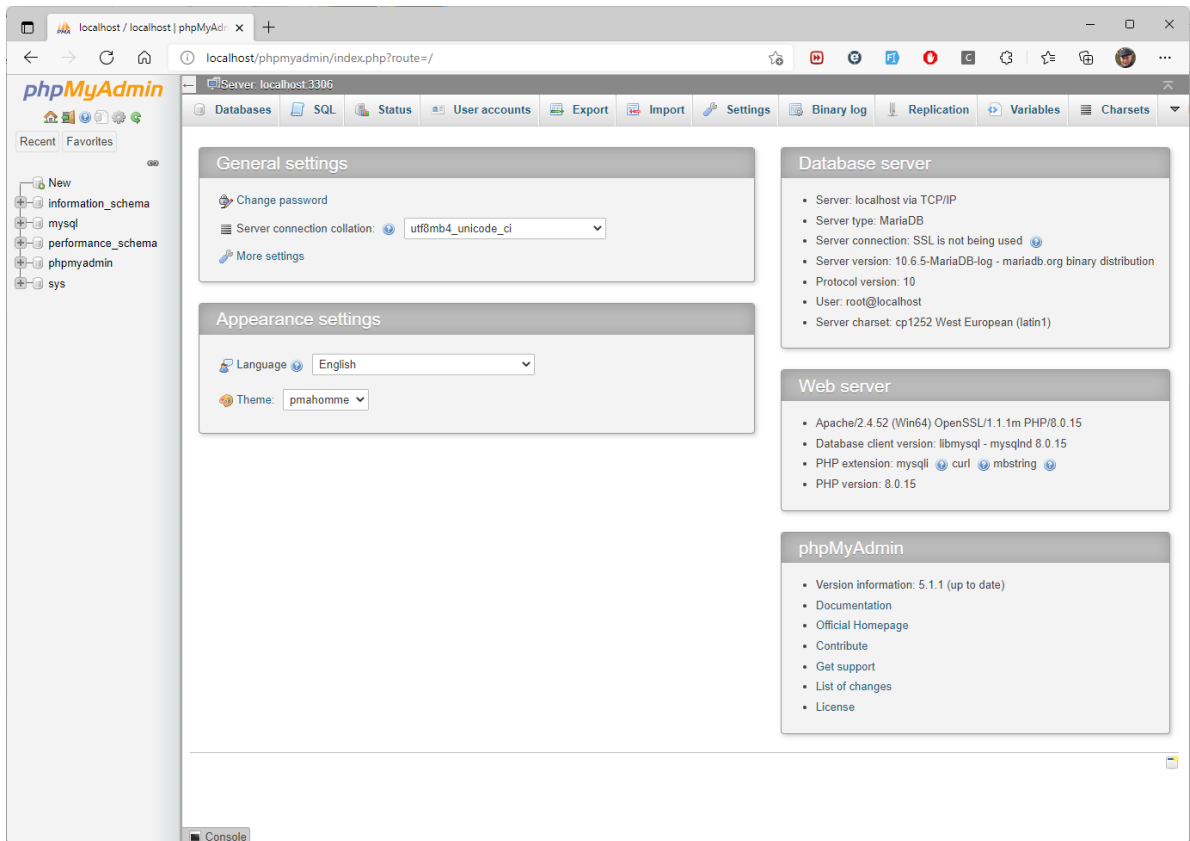 localhost / localhost | phpMyAdr
localhost/phpmyadmin/index.php?route=/
phpMyAdmin
Recent Favorites
New
information_schema
mysql
performance_schema
phpmyadmin
sys
Server: localhost:3306
Databases SQL Status User accounts Export Import Settings Binary log Replication Variables Charsets
General settings
Change password
Server connection collation: utf8mb4_unicode_ci
More settings
Appearance settings
Language English
Theme: pmahomme
Database server
Server: localhost via TCP/IP
Server type: MariaDB
Server connection: SSL is not being used
Server version: 10.6.5-MariaDB-log - mariadb.org binary distribution
Protocol version: 10
User: root@localhost
Server charset: cp1252 West European (latin1)
Web server
Apache/2.4.52 (Win64) OpenSSL/1.1.1m PHP/8.0.15
Database client version: libmysql - mysqlnd 8.0.15
PHP extension: mysqli curl mbstring
PHP version: 8.0.15
phpMyAdmin
Version information: 5.1.1 (up to date)
Documentation
Official Homepage
Contribute
Get support
List of changes
License
Console